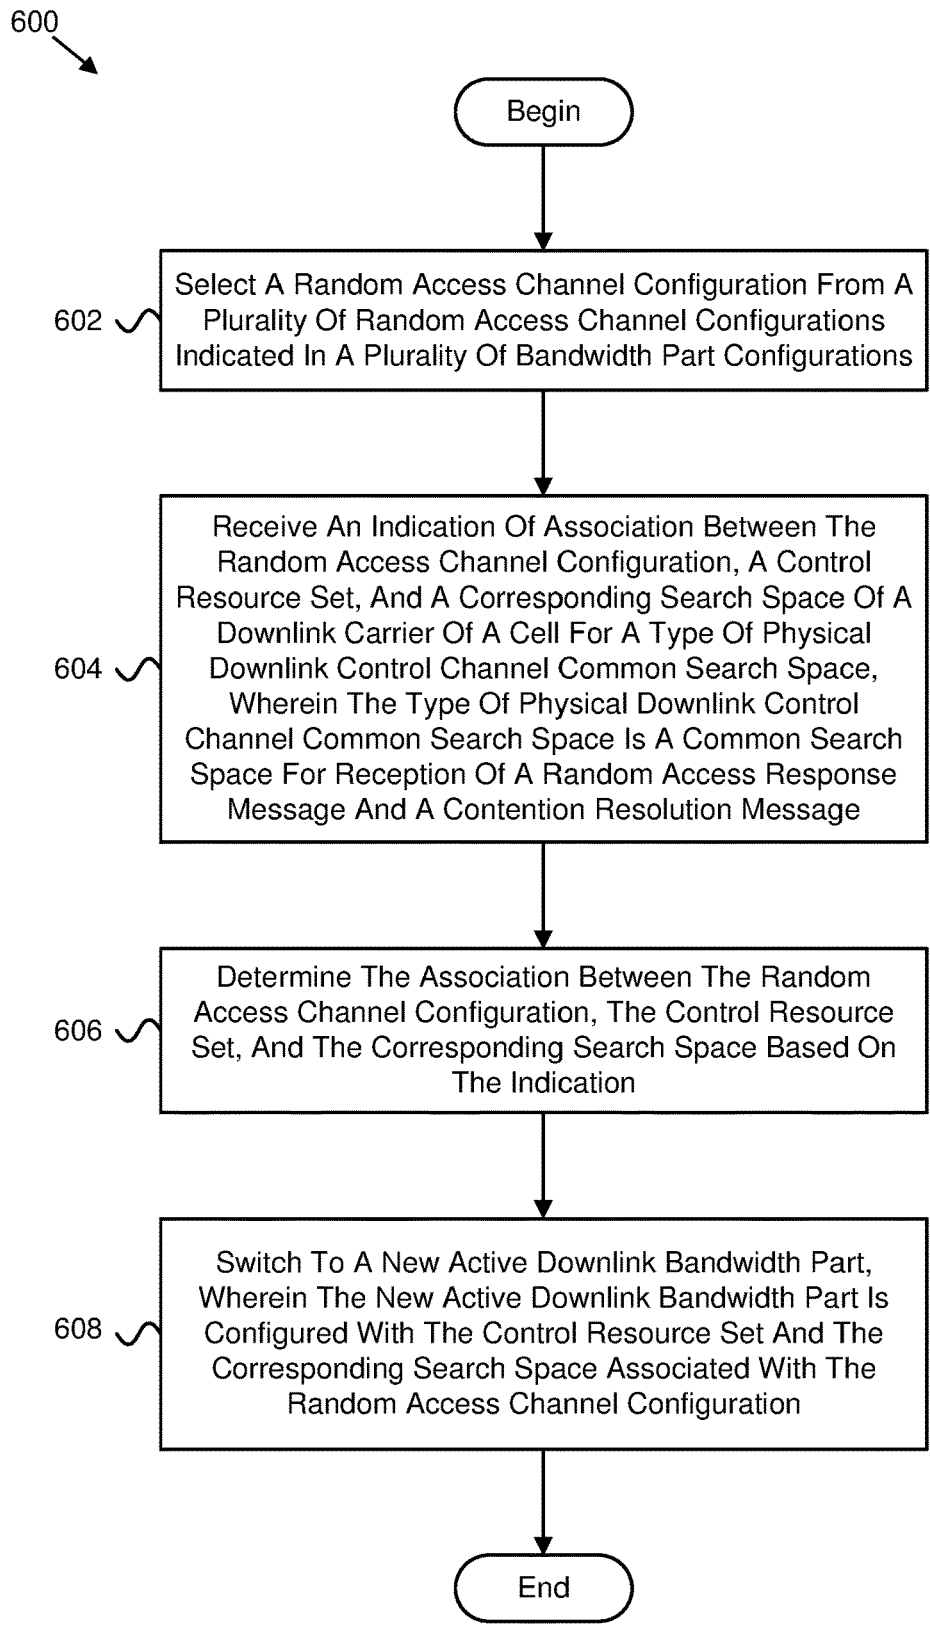 600
Begin
602
Select A Random Access Channel Configuration From A
Plurality Of Random Access Channel Configurations
Indicated In A Plurality Of Bandwidth Part Configurations
604
Receive An Indication Of Association Between The
Random Access Channel Configuration, A Control
Resource Set, And A Corresponding Search Space Of A
Downlink Carrier Of A Cell For A Type Of Physical
Downlink Control Channel Common Search Space,
Wherein The Type Of Physical Downlink Control
Channel Common Search Space Is A Common Search
Space For Reception Of A Random Access Response
Message And A Contention Resolution Message
606
Determine The Association Between The Random
Access Channel Configuration, The Control Resource
Set, And The Corresponding Search Space Based On
The Indication
608
Switch To A New Active Downlink Bandwidth Part,
Wherein The New Active Downlink Bandwidth Part Is
Configured With The Control Resource Set And The
Corresponding Search Space Associated With The
Random Access Channel Configuration
End